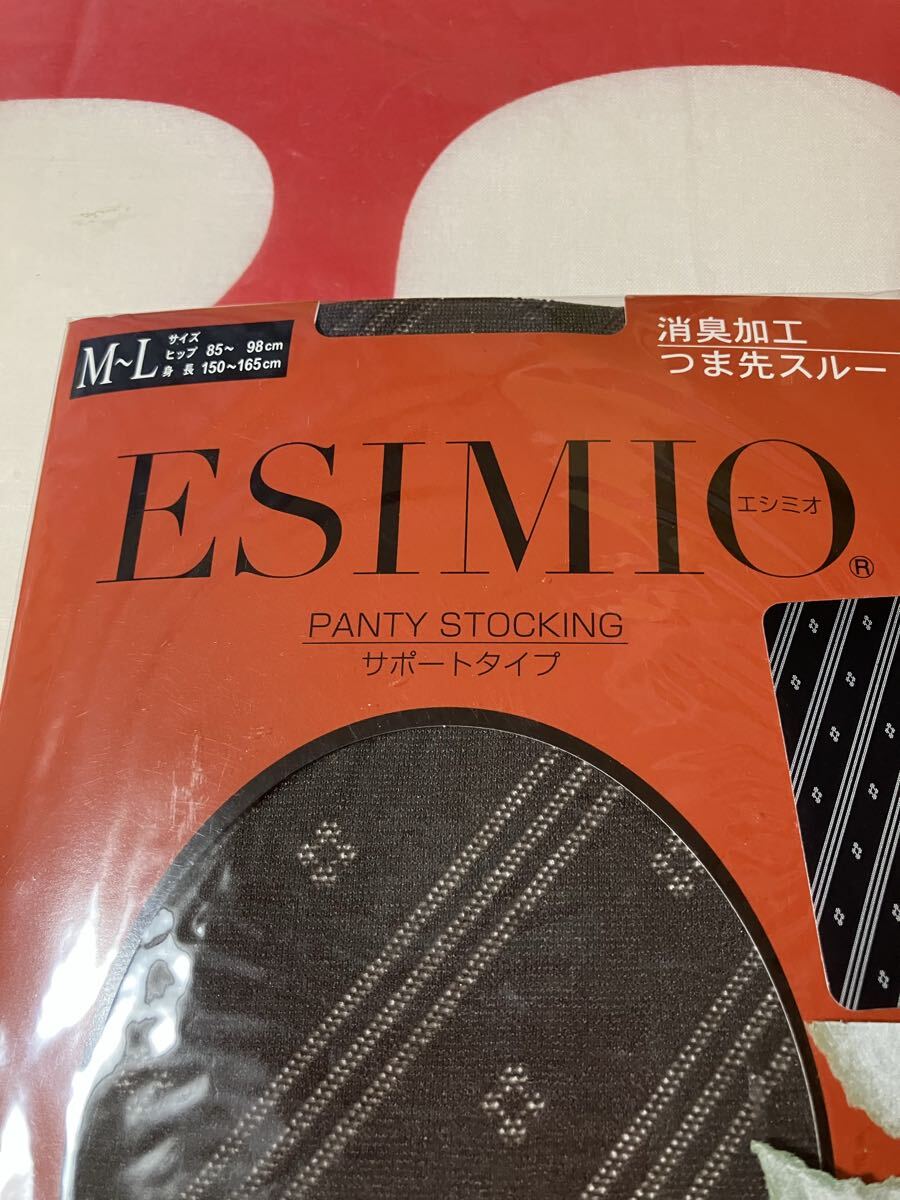 M~L
サイズ
ヒップ 85~ 98cm
身長 150~165cm
消臭加工
つま先スルー
ESIMIO
エシミオ
®
PANTY STOCKING
サポートタイプ